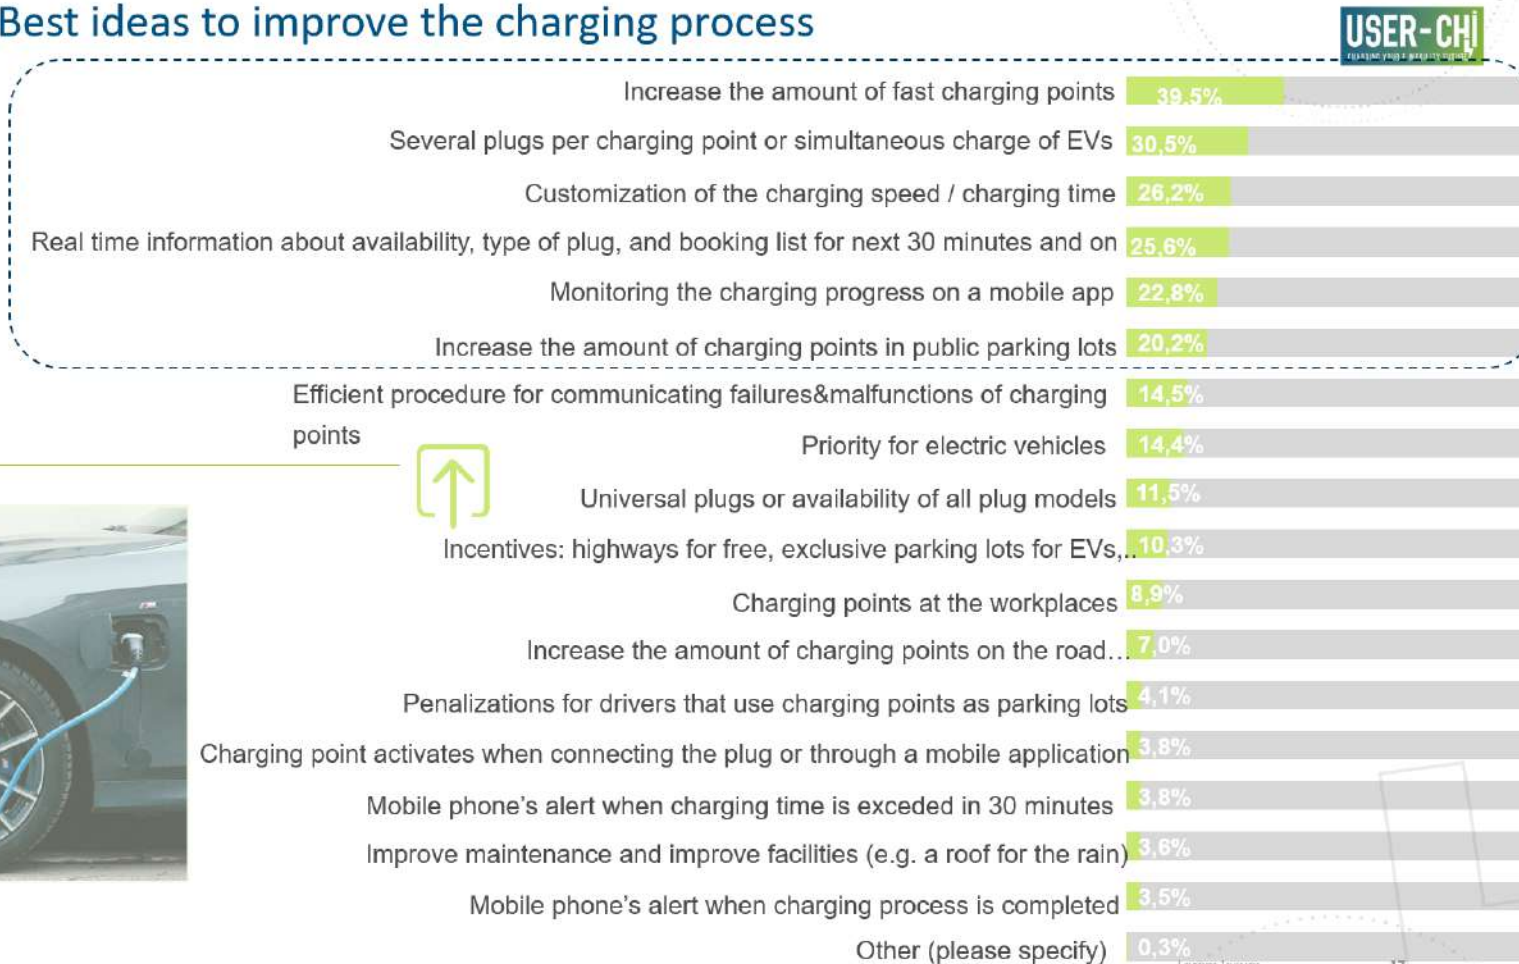 Best ideas to improve the charging process
USER-CHI
Increase the amount of fast charging points 39,5%
Several plugs per charging point or simultaneous charge of EVs 30,5%
Customization of the charging speed / charging time 26,2%
Real time information about availability, type of plug, and booking list for next 30 minutes and on 25,6%
Monitoring the charging progress on a mobile app 22,8%
Increase the amount of charging points in public parking lots 20,2%
Efficient procedure for communicating failures&malfunctions of charging 14,5%
points
Priority for electric vehicles 14,4%
Universal plugs or availability of all plug models 11,5%
Incentives: highways for free, exclusive parking lots for EVs,.. 10,3%
Charging points at the workplaces 8,9%
Increase the amount of charging points on the road... 7,0%
Penalizations for drivers that use charging points as parking lots 4,1%
Charging point activates when connecting the plug or through a mobile application 3,8%
Mobile phone's alert when charging time is exceded in 30 minutes 3,8%
Improve maintenance and improve facilities (e.g. a roof for the rain) 3,6%
Mobile phone's alert when charging process is completed 3,5%
Other (please specify) 0,3%